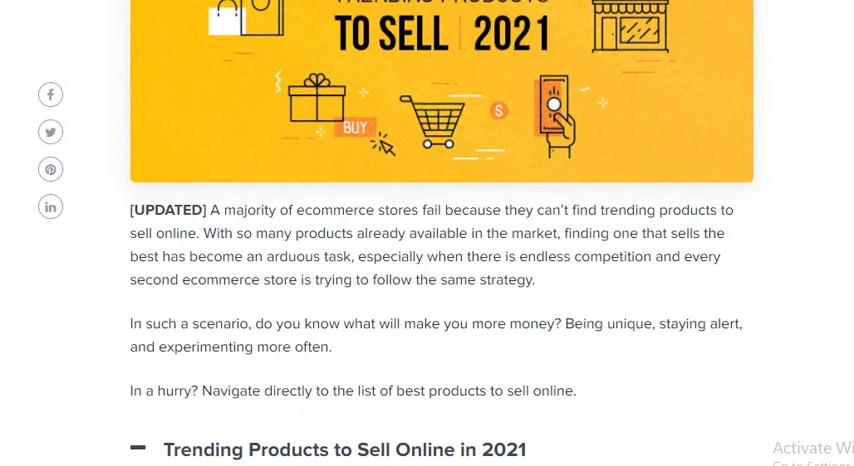 TO SELL 2021
BUY
$
f
in
[UPDATED] A majority of ecommerce stores fail because they can’t find trending products to
sell online. With so many products already available in the market, finding one that sells the
best has become an arduous task, especially when there is endless competition and every
second ecommerce store is trying to follow the same strategy.
In such a scenario, do you know what will make you more money? Being unique, staying alert,
and experimenting more often.
In a hurry? Navigate directly to the list of best products to sell online.
Trending Products to Sell Online in 2021
Activate Wi